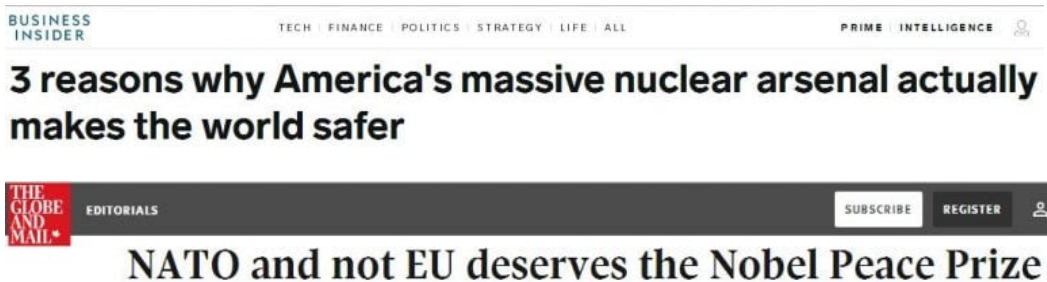 BUSINESS
INSIDER
TECH FINANCE POLITICS STRATEGY LIFE ALL
PRIME INTELLIGENCE
3 reasons why America's massive nuclear arsenal actually
makes the world safer
THE
GLOBE
AND
MAIL
EDITORIALS
SUBSCRIBE
REGISTER
NATO and not EU deserves the Nobel Peace Prize